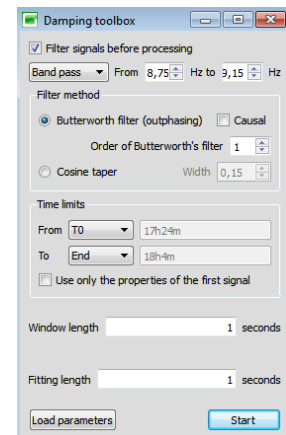 Damping toolbox
Filter signals before processing
Band pass From 8,75 Hz to 9,15 Hz
Filter method
Butterworth filter (outphasing) Causal
Order of Butterworth's filter 1
Cosine taper Width 0,15
Time limits
From T0 17h24m
To End 18h4m
Use only the properties of the first signal
Window length 1 seconds
Fitting length 1 seconds
Load parameters Start